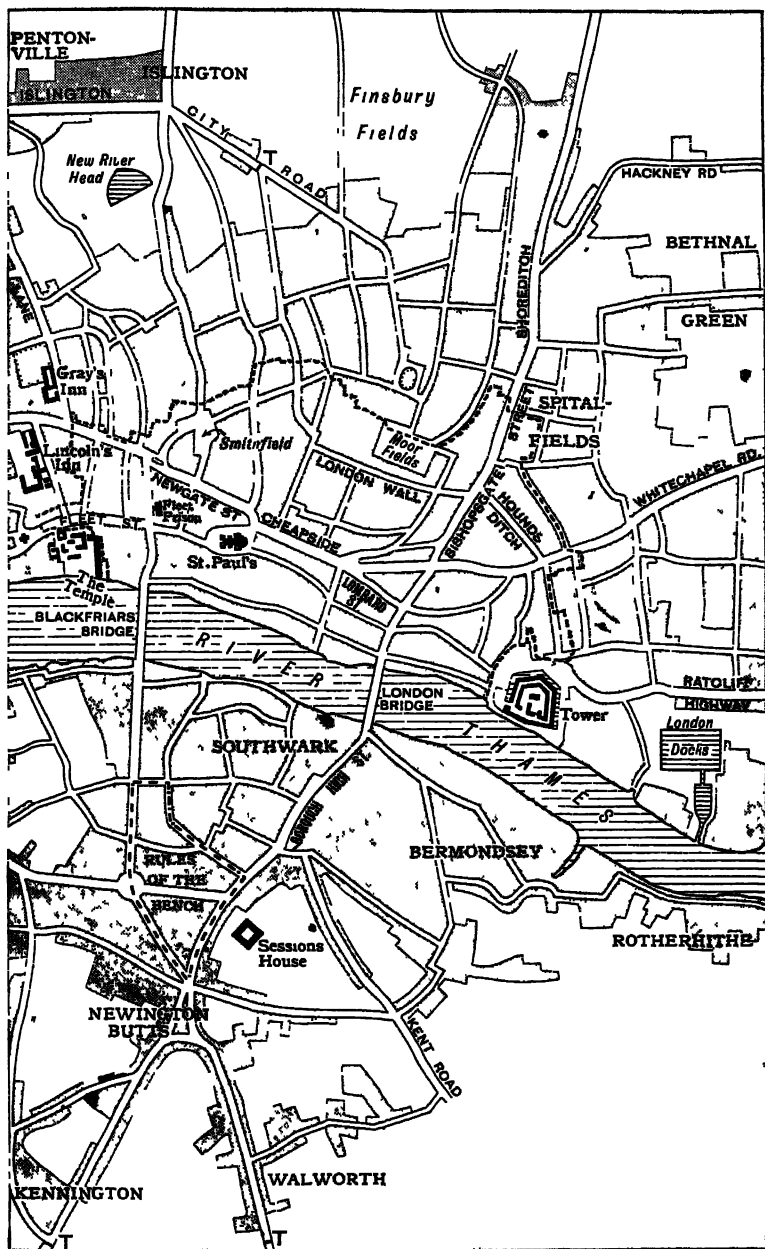 PENTON-
VILLE
ISLINGTON
ISLINGTON
Finsbury
Fields
CITY ROAD
T
New River
Head
HACKNEY RD
BETHNAL
GREEN
SHOREDITCH
LANE
Gray's
Inn
Lincoln's
Inn
Smithfield
Moor
Fields
SPITAL-
FIELDS
BISHOPSGATE STREET
LONDON WALL
HOUNDS
DITCH
WHITECHAPEL RD.
NEWGATE ST
CHEAPSIDE
FLEET ST.
Fleet
Prison
St. Paul's
LOMBARD
ST
The
Temple
BLACKFRIARS
BRIDGE
RIVER THAMES
LONDON
BRIDGE
Tower
RATCLIFF
HIGHWAY
London
Docks
SOUTHWARK
BOROUGH HIGH ST.
BERMONDSEY
RULES
OF THE
BENCH
Sessions
House
ROTHERHITHE
NEWINGTON
BUTTS
KENT ROAD
KENNINGTON
WALWORTH
T
T